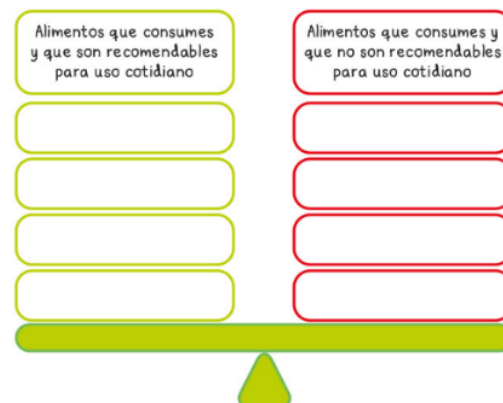 Alimentos que consumes
y que son recomendables
para uso cotidiano
Alimentos que consumes y
que no son recomendables
para uso cotidiano